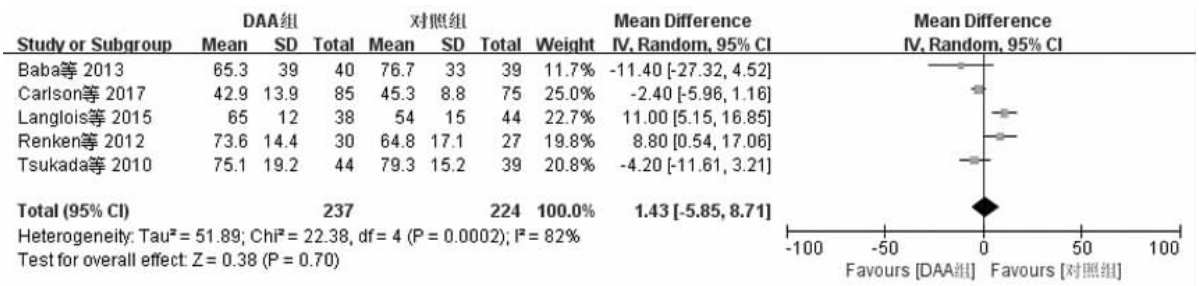 DAA组 对照组 Mean Difference Mean Difference
Study or Subgroup Mean SD Total Mean SD Total Weight IV, Random, 95% CI IV, Random, 95% CI
Baba等 2013 65.3 39 40 76.7 33 39 11.7% -11.40 [-27.32, 4.52]
Carlson等 2017 42.9 13.9 85 45.3 8.8 75 25.0% -2.40 [-5.96, 1.16]
Langlois等 2015 65 12 38 54 15 44 22.7% 11.00 [5.15, 16.85]
Renken等 2012 73.6 14.4 30 64.8 17.1 27 19.8% 8.80 [0.54, 17.06]
Tsukada等 2010 75.1 19.2 44 79.3 15.2 39 20.8% -4.20 [-11.61, 3.21]
Total (95% CI) 237 224 100.0% 1.43 [-5.85, 8.71]
Heterogeneity: Tau² = 51.89; Chi² = 22.38, df = 4 (P = 0.0002); I² = 82%
Test for overall effect: Z = 0.38 (P = 0.70)
-100 -50 0 50 100
Favours [DAA组] Favours [对照组]